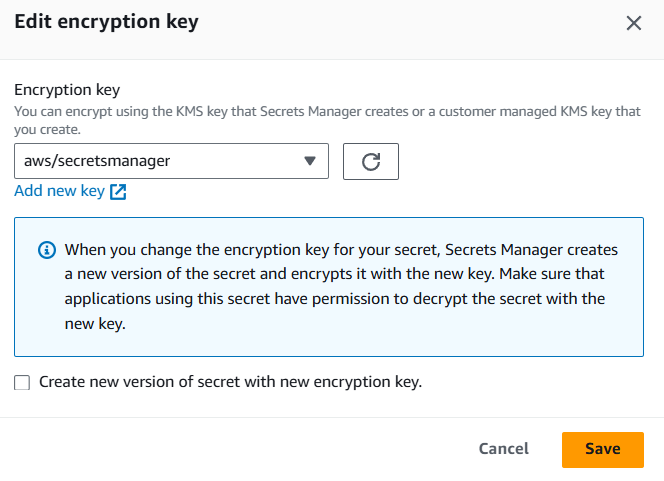 Edit encryption key
Encryption key
You can encrypt using the KMS key that Secrets Manager creates or a customer managed KMS key that
you create.
aws/secretsmanager
Add new key
When you change the encryption key for your secret, Secrets Manager creates
a new version of the secret and encrypts it with the new key. Make sure that
applications using this secret have permission to decrypt the secret with the
new key.
Create new version of secret with new encryption key.
Cancel
Save